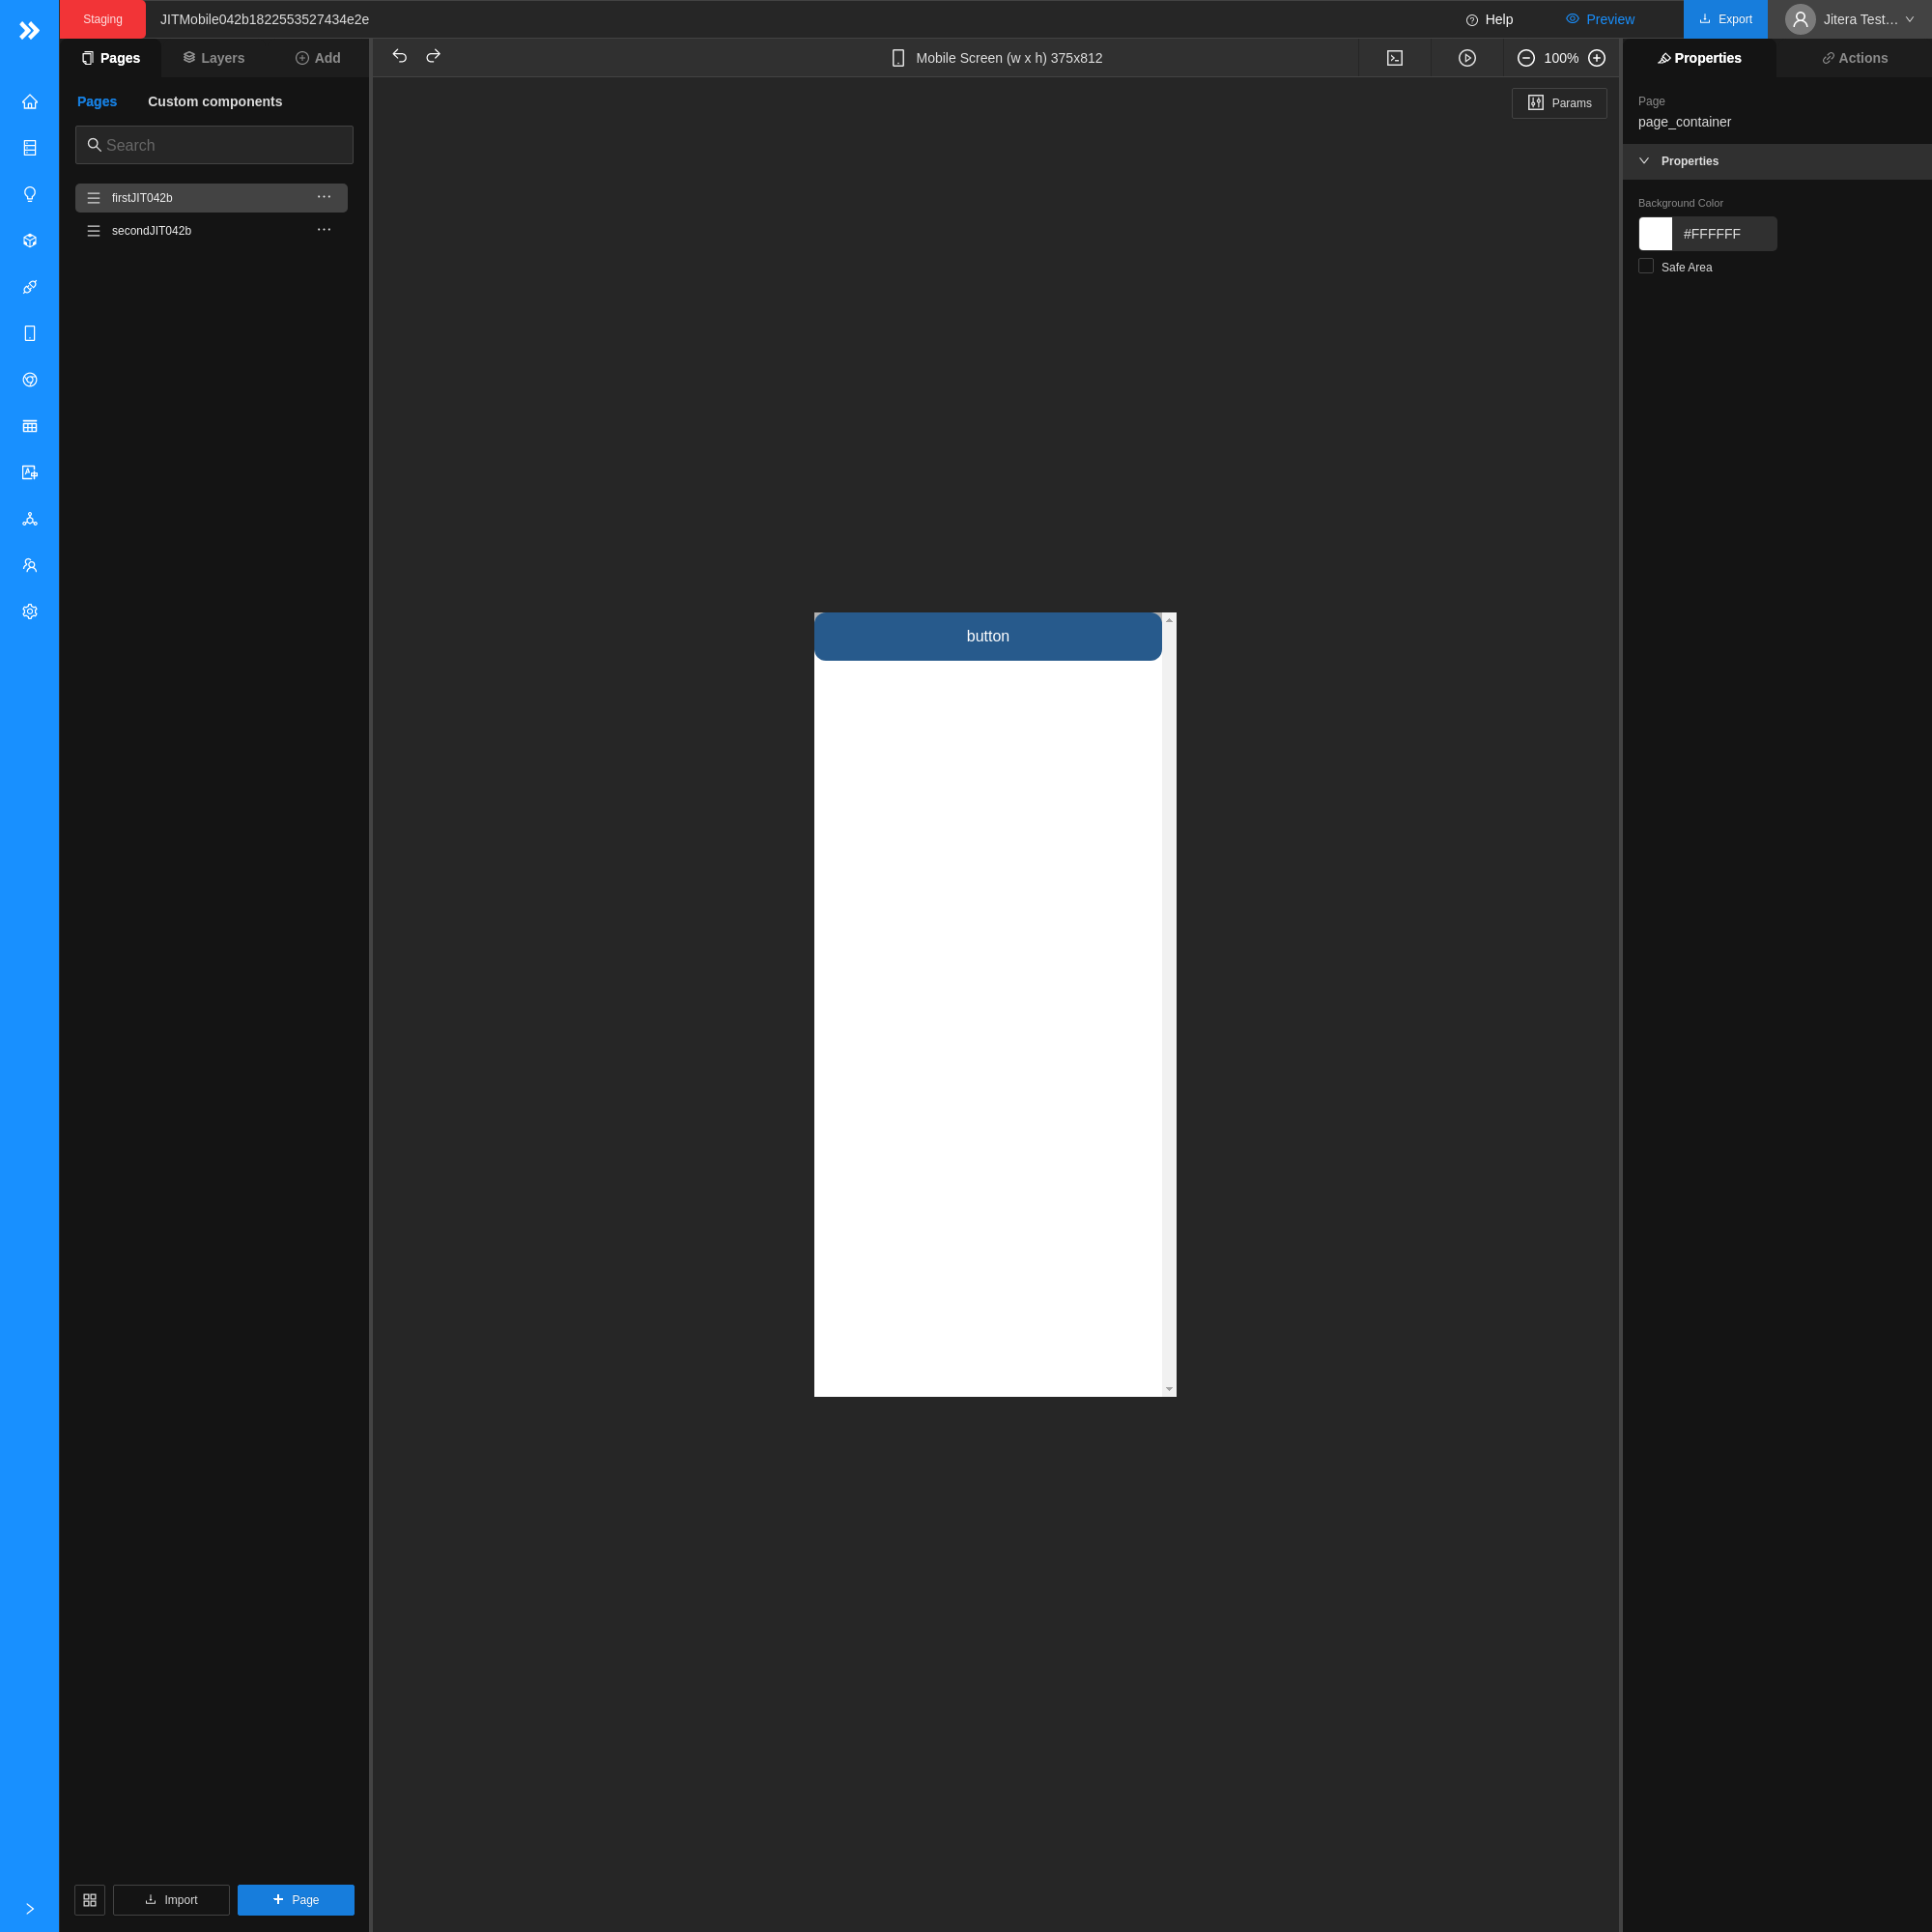 Staging
JITMobile042b1822553527434e2e
Help
Preview
Export
Jitera Test…
Pages
Layers
Add
Mobile Screen (w x h) 375x812
100%
Properties
Actions
Pages
Custom components
Search
firstJIT042b
secondJIT042b
Params
Page
page_container
Properties
Background Color
#FFFFFF
Safe Area
button
Import
Page